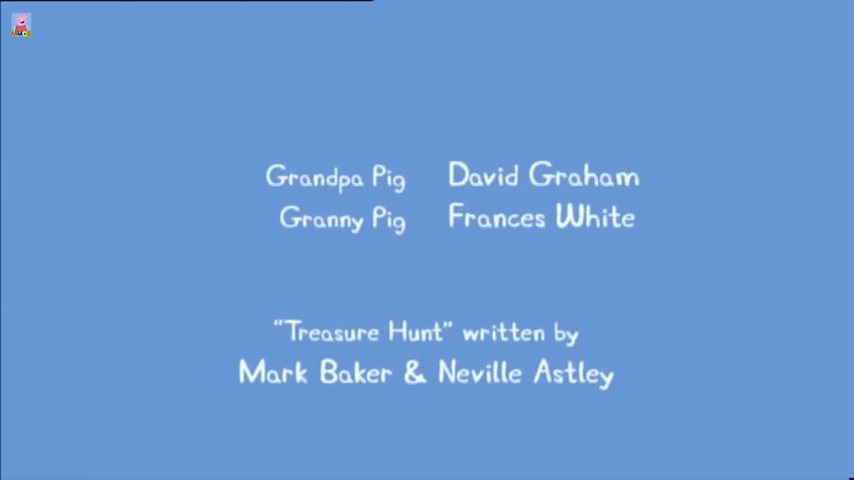 Grandpa Pig David Graham
Granny Pig Frances White
“Treasure Hunt” written by
Mark Baker & Neville Astley